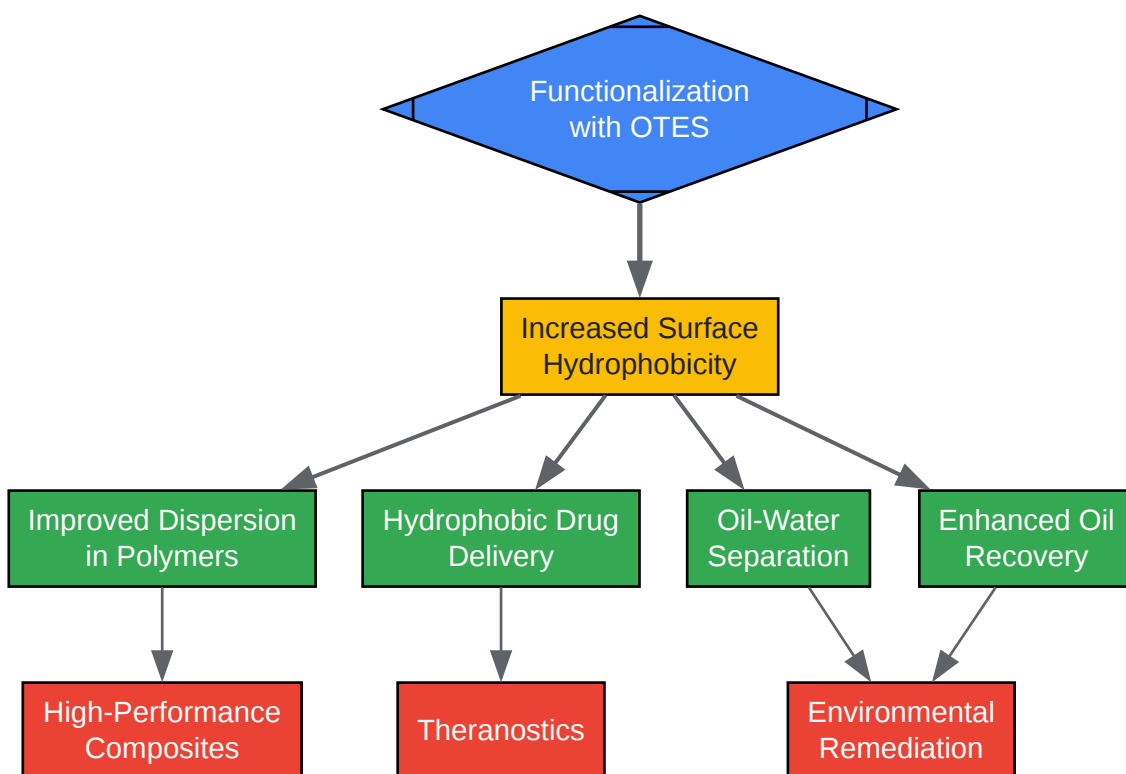 Functionalization
with OTES
Increased Surface
Hydrophobicity
Improved Dispersion
in Polymers
Hydrophobic Drug
Delivery
Oil-Water
Separation
Enhanced Oil
Recovery
High-Performance
Composites
Theranostics
Environmental
Remediation